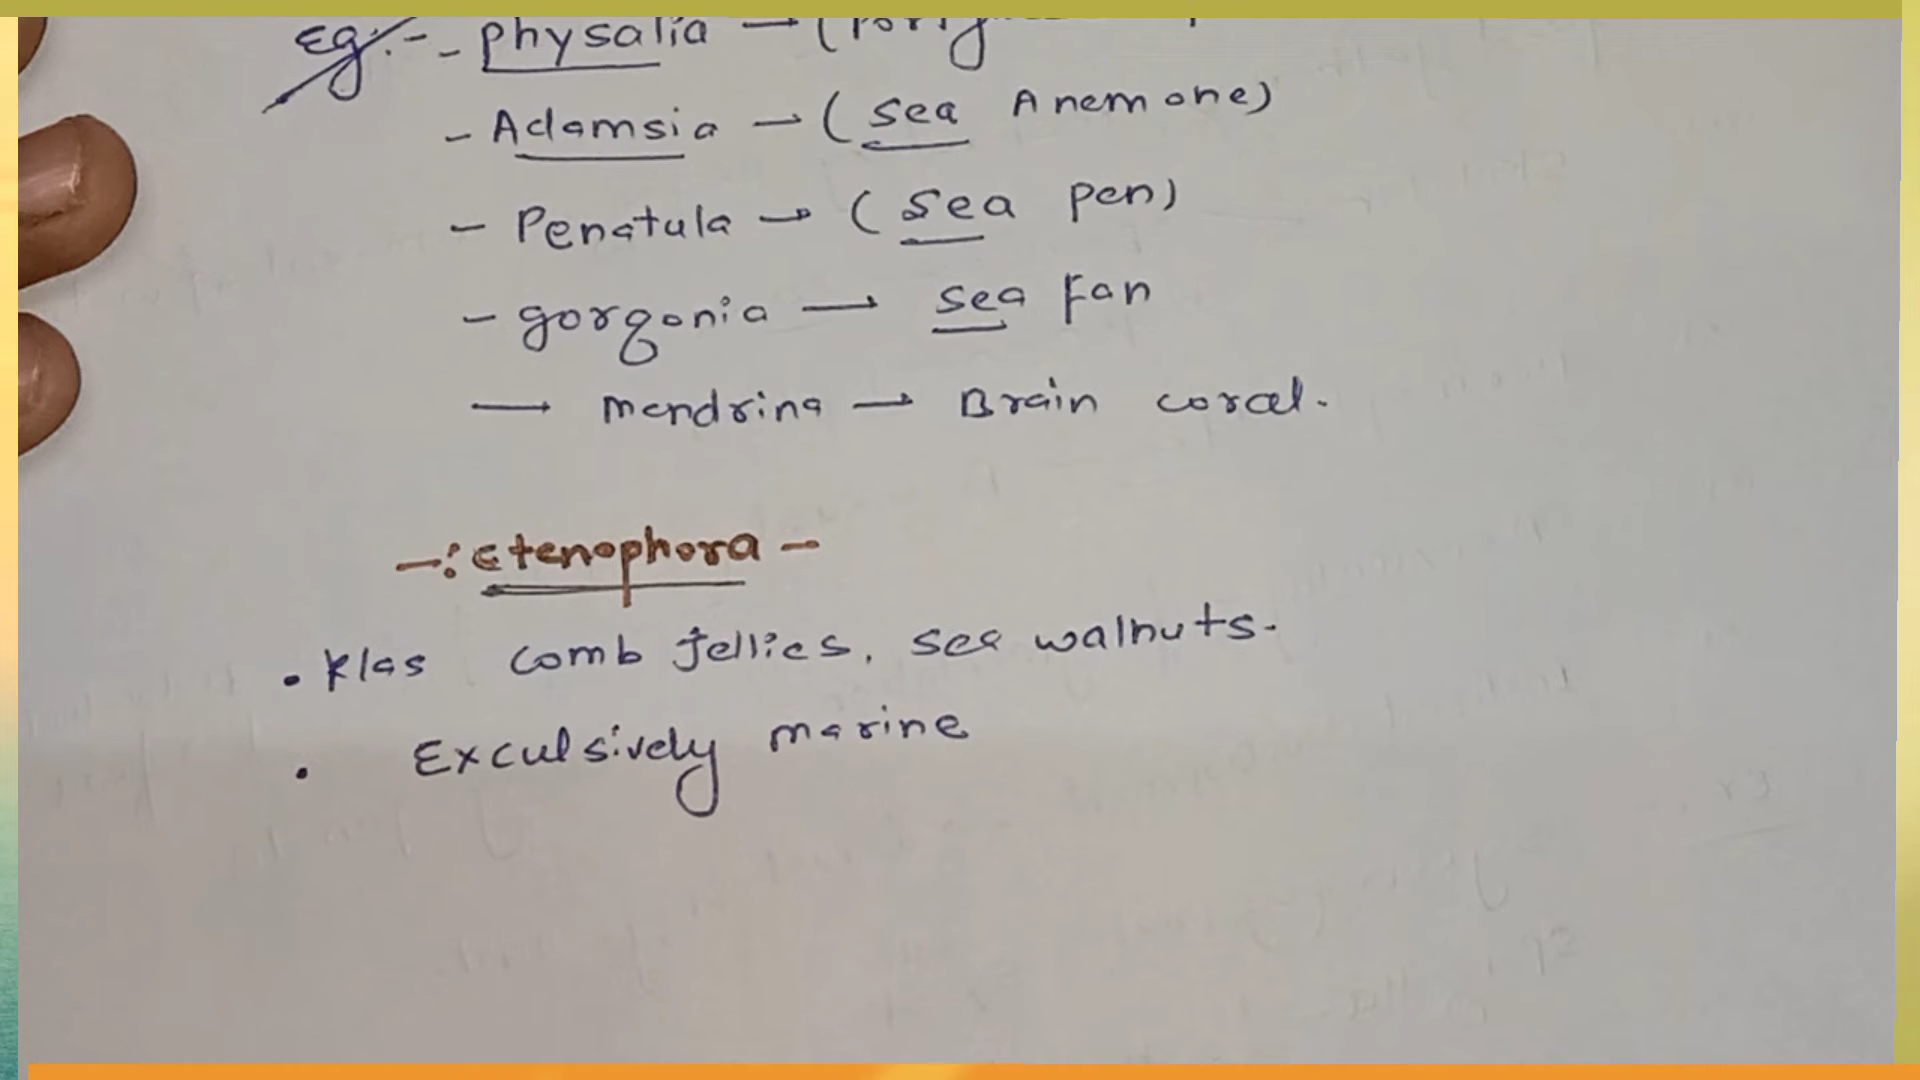 Eg:- - Physalia → (
- Adamsia → (sea Anemone)
- Penatula → (sea pen)
- gorgonia → sea Fan
→ mendrina → Brain coral.
-: ctenophora -
• klas comb jellies, sea walnuts.
• Exculsively marine